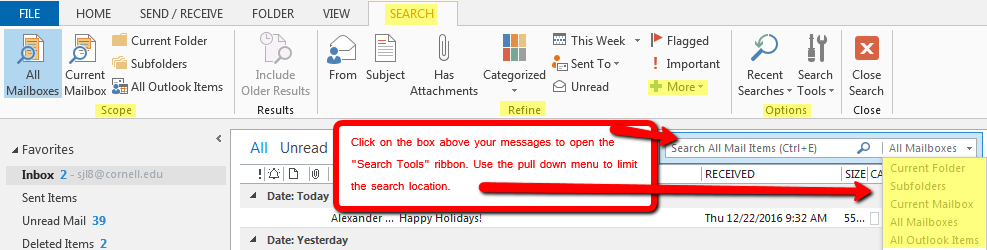 FILE HOME SEND / RECEIVE FOLDER VIEW SEARCH
All Mailboxes
Current Mailbox
Current Folder
Subfolders
All Outlook Items
Scope
Include Older Results
Results
From
Subject
Has Attachments
Categorized
This Week
Sent To
Unread
Flagged
Important
More
Refine
Recent Searches
Search Tools
Options
Close Search
Close
Favorites
Inbox 2 - sjl8@cornell.edu
Sent Items
Unread Mail 39
Deleted Items 2
All Unread
Click on the box above your messages to open the
"Search Tools" ribbon. Use the pull down menu to limit
the search location.
Search All Mail Items (Ctrl+E) All Mailboxes
RECEIVED SIZE CA
Current Folder
Subfolders
Current Mailbox
All Mailboxes
All Outlook Items
Date: Today
Alexander ... Happy Holidays! Thu 12/22/2016 9:32 AM 55...
Date: Yesterday